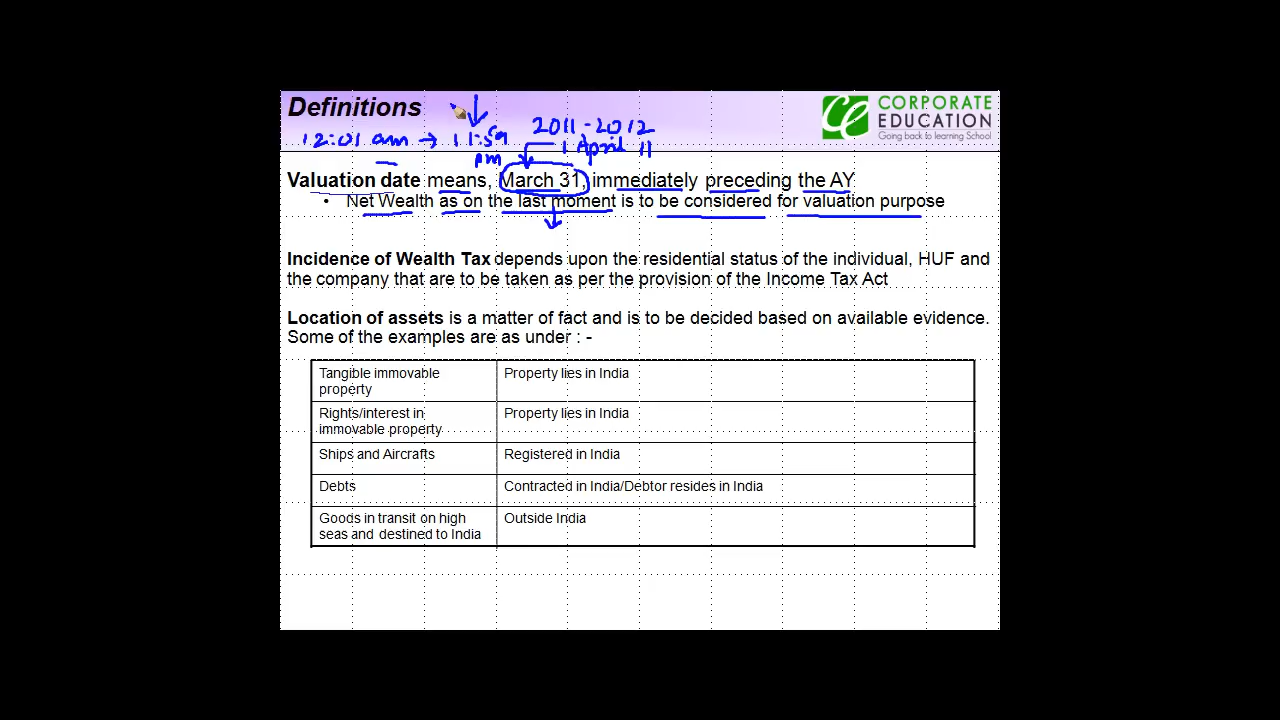 Definitions
CORPORATE
EDUCATION
Going back to learning School
12:01 am → 11:59
pm
2011-2012
1 April 11
Valuation date means, March 31, immediately preceding the AY
• Net Wealth as on the last moment is to be considered for valuation purpose
Incidence of Wealth Tax depends upon the residential status of the individual, HUF and
the company that are to be taken as per the provision of the Income Tax Act
Location of assets is a matter of fact and is to be decided based on available evidence.
Some of the examples are as under : -
Tangible immovable
property
Property lies in India
Rights/interest in
immovable property
Property lies in India
Ships and Aircrafts
Registered in India
Debts
Contracted in India/Debtor resides in India
Goods in transit on high
seas and destined to India
Outside India